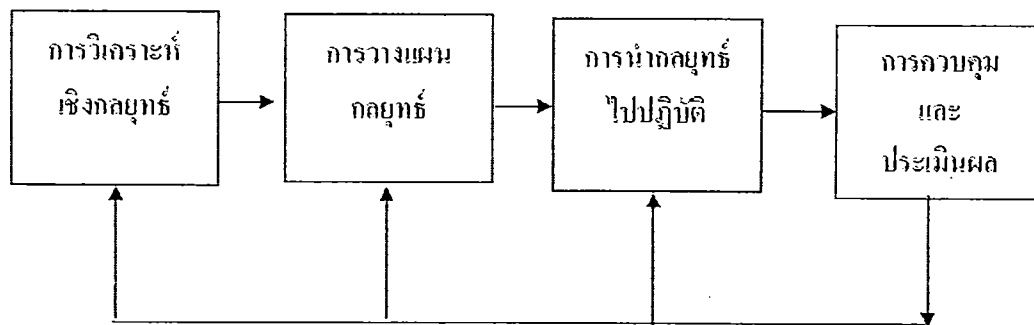 การวิเคราะห์
เชิงกลยุทธ์
การวางแผน
กลยุทธ์
การนำกลยุทธ์
ไปปฏิบัติ
การควบคุม
และ
ประเมินผล